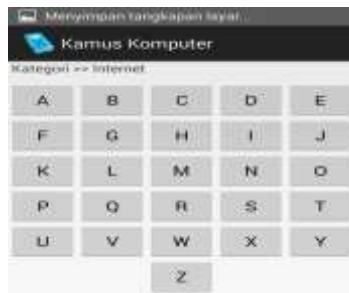 Menyimpan tangkapan layar...
Kamus Komputer
Kategori >> Internet
A B C D E
F G H I J
K L M N O
P Q R S T
U V W X Y
Z